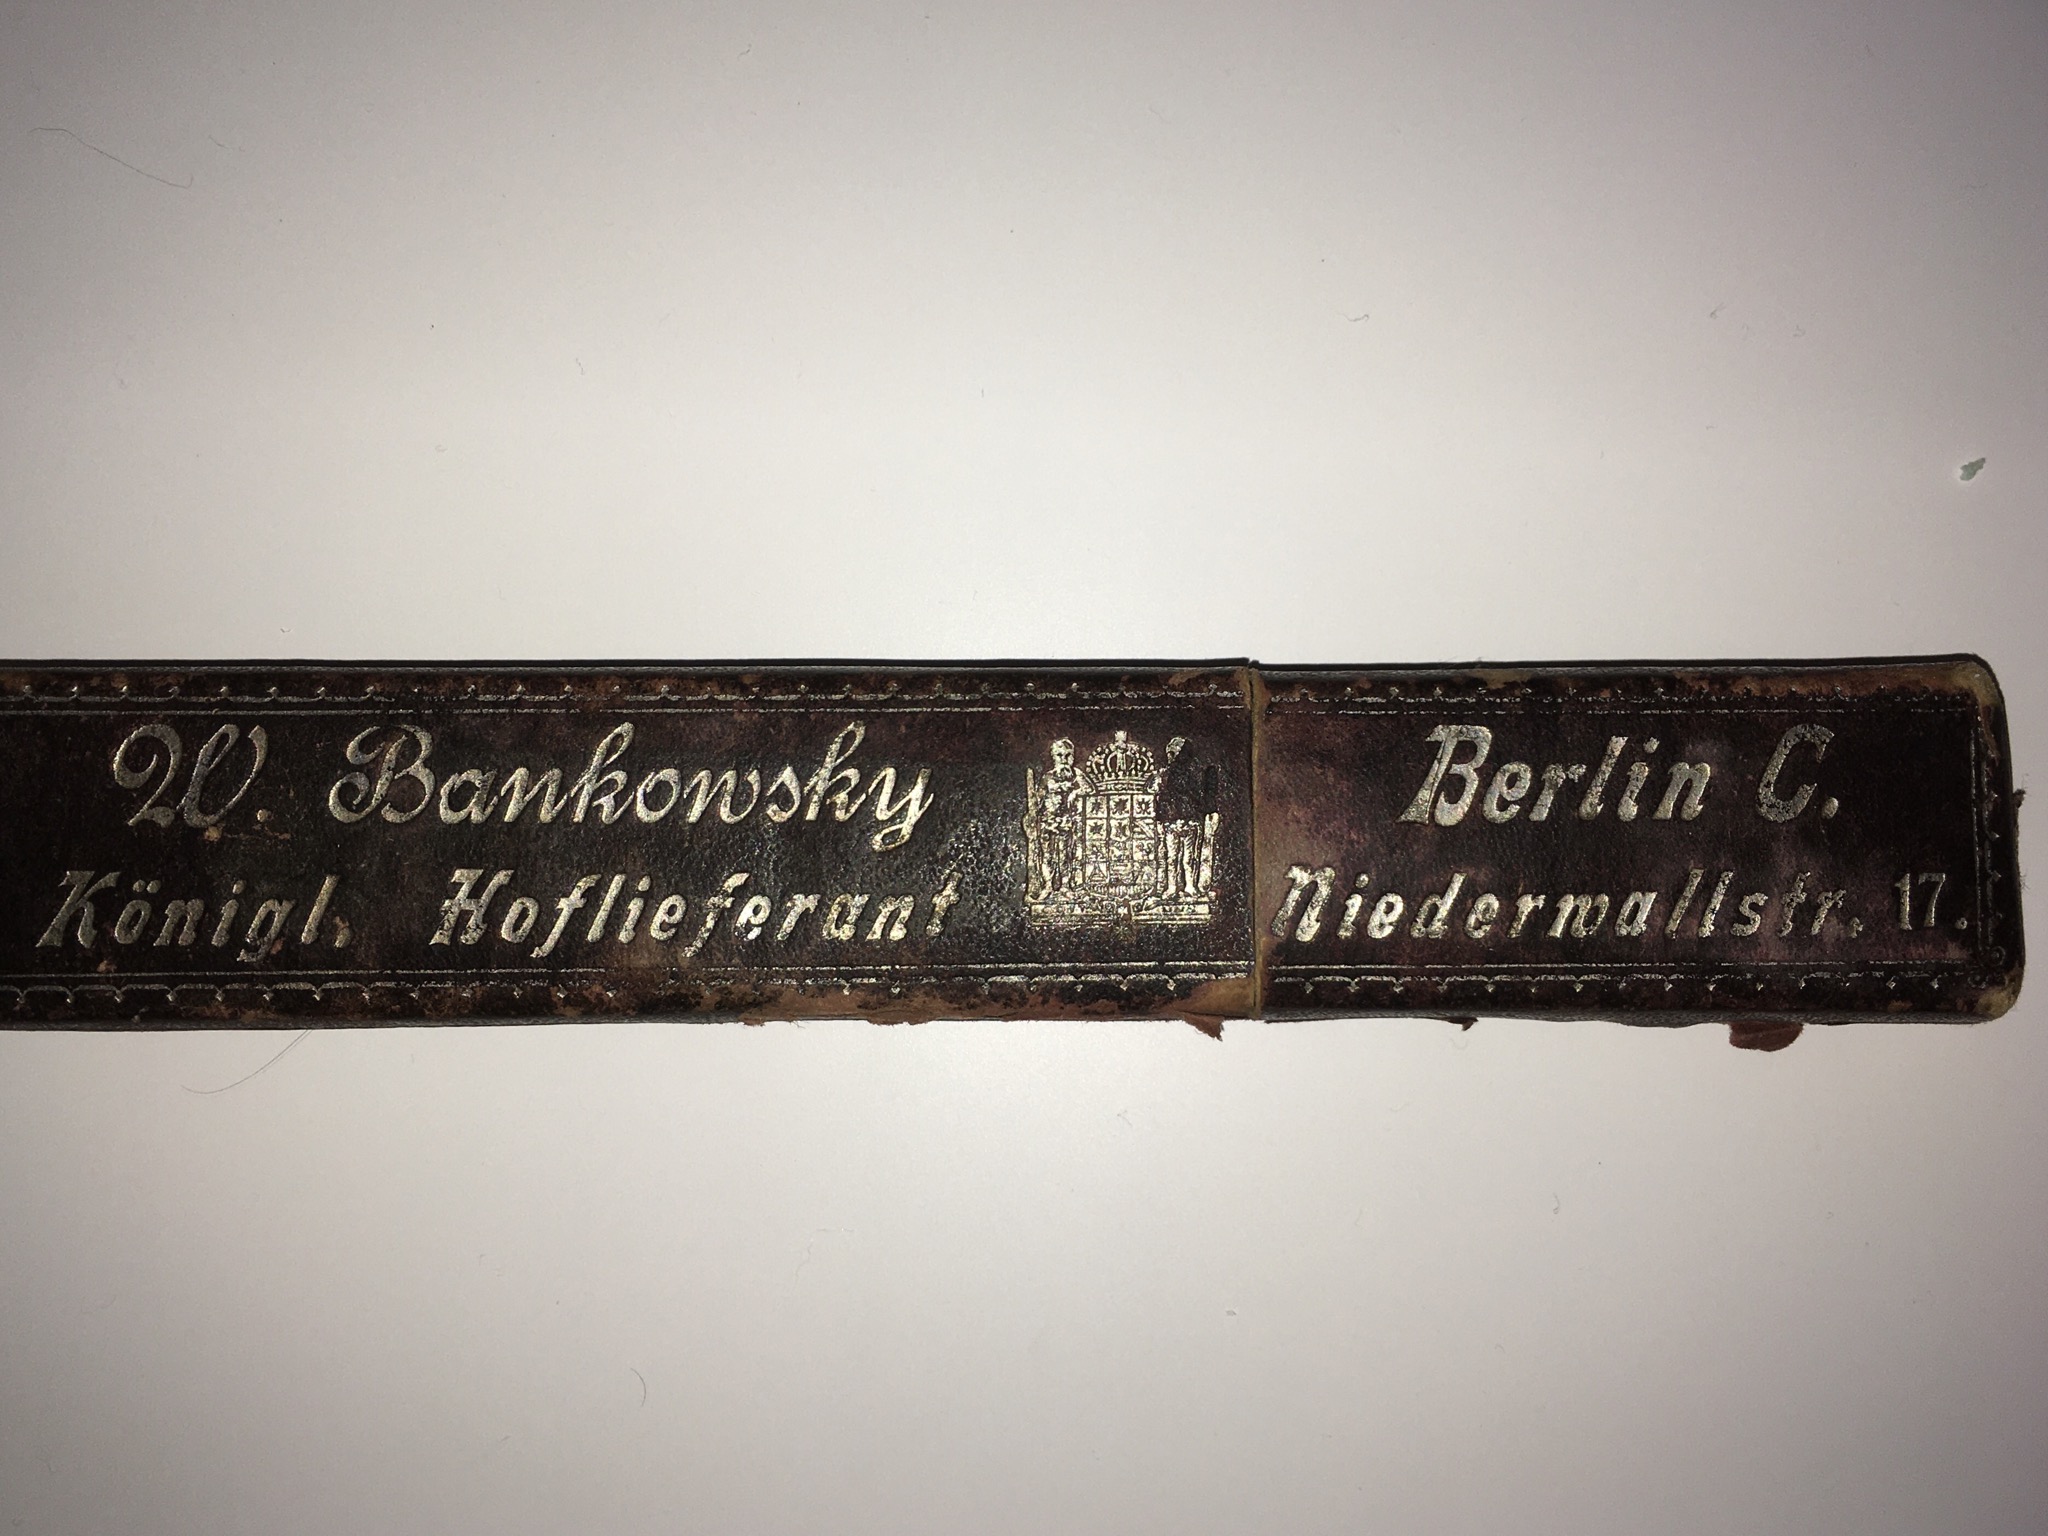 W. Bankowsky
Königl. Hoflieferant
Berlin C.
Niederwallstr. 17.